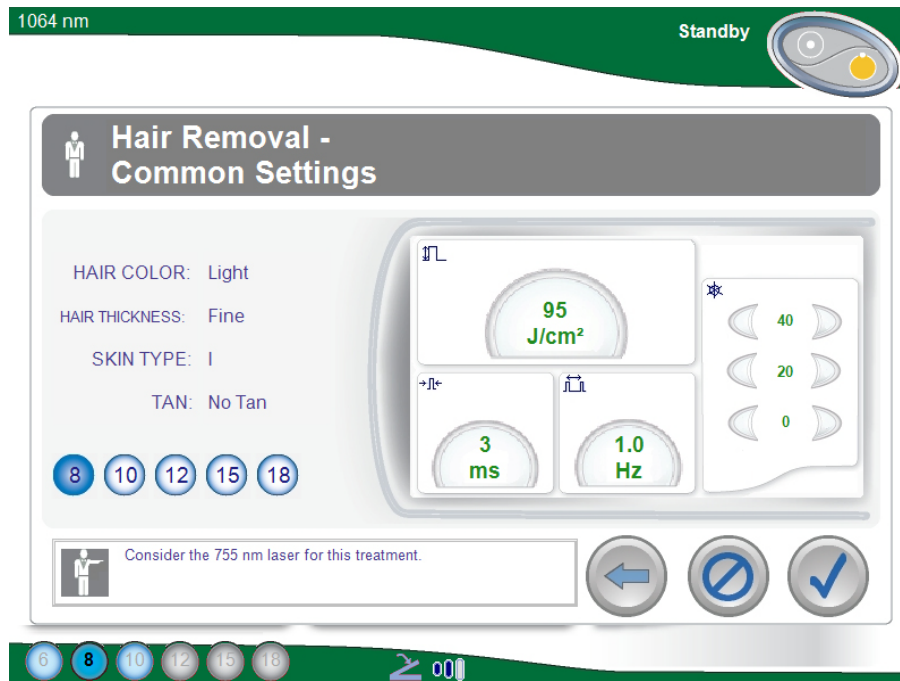 1064 nm
Standby
Hair Removal -
Common Settings
HAIR COLOR: Light
HAIR THICKNESS: Fine
SKIN TYPE: I
TAN: No Tan
8 10 12 15 18
95
J/cm²
3
ms
1.0
Hz
40
20
0
Consider the 755 nm laser for this treatment.
6 8 10 12 15 18